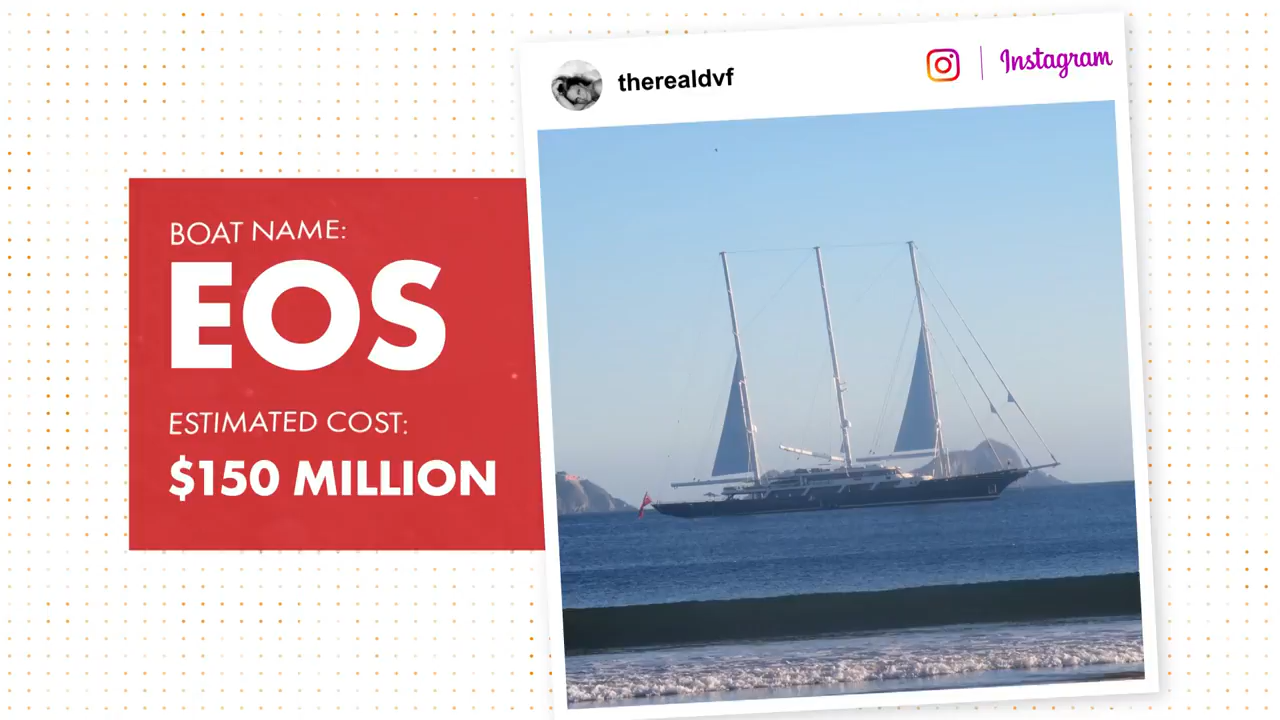 BOAT NAME:
EOS
ESTIMATED COST:
$150 MILLION
therealdvf
Instagram